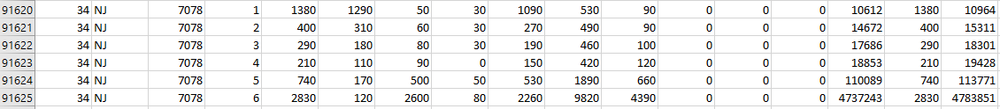 91620 34 NJ 7078 1 1380 1290 50 30 1090 530 90 0 0 0 10612 1380 10964
91621 34 NJ 7078 2 400 310 60 30 270 490 90 0 0 0 14672 400 15311
91622 34 NJ 7078 3 290 180 80 30 190 460 100 0 0 0 17686 290 18301
91623 34 NJ 7078 4 210 110 90 0 150 420 120 0 0 0 18853 210 19428
91624 34 NJ 7078 5 740 170 500 50 530 1890 660 0 0 0 110089 740 113771
91625 34 NJ 7078 6 2830 120 2600 80 2260 9820 4390 0 0 0 4737243 2830 4783851